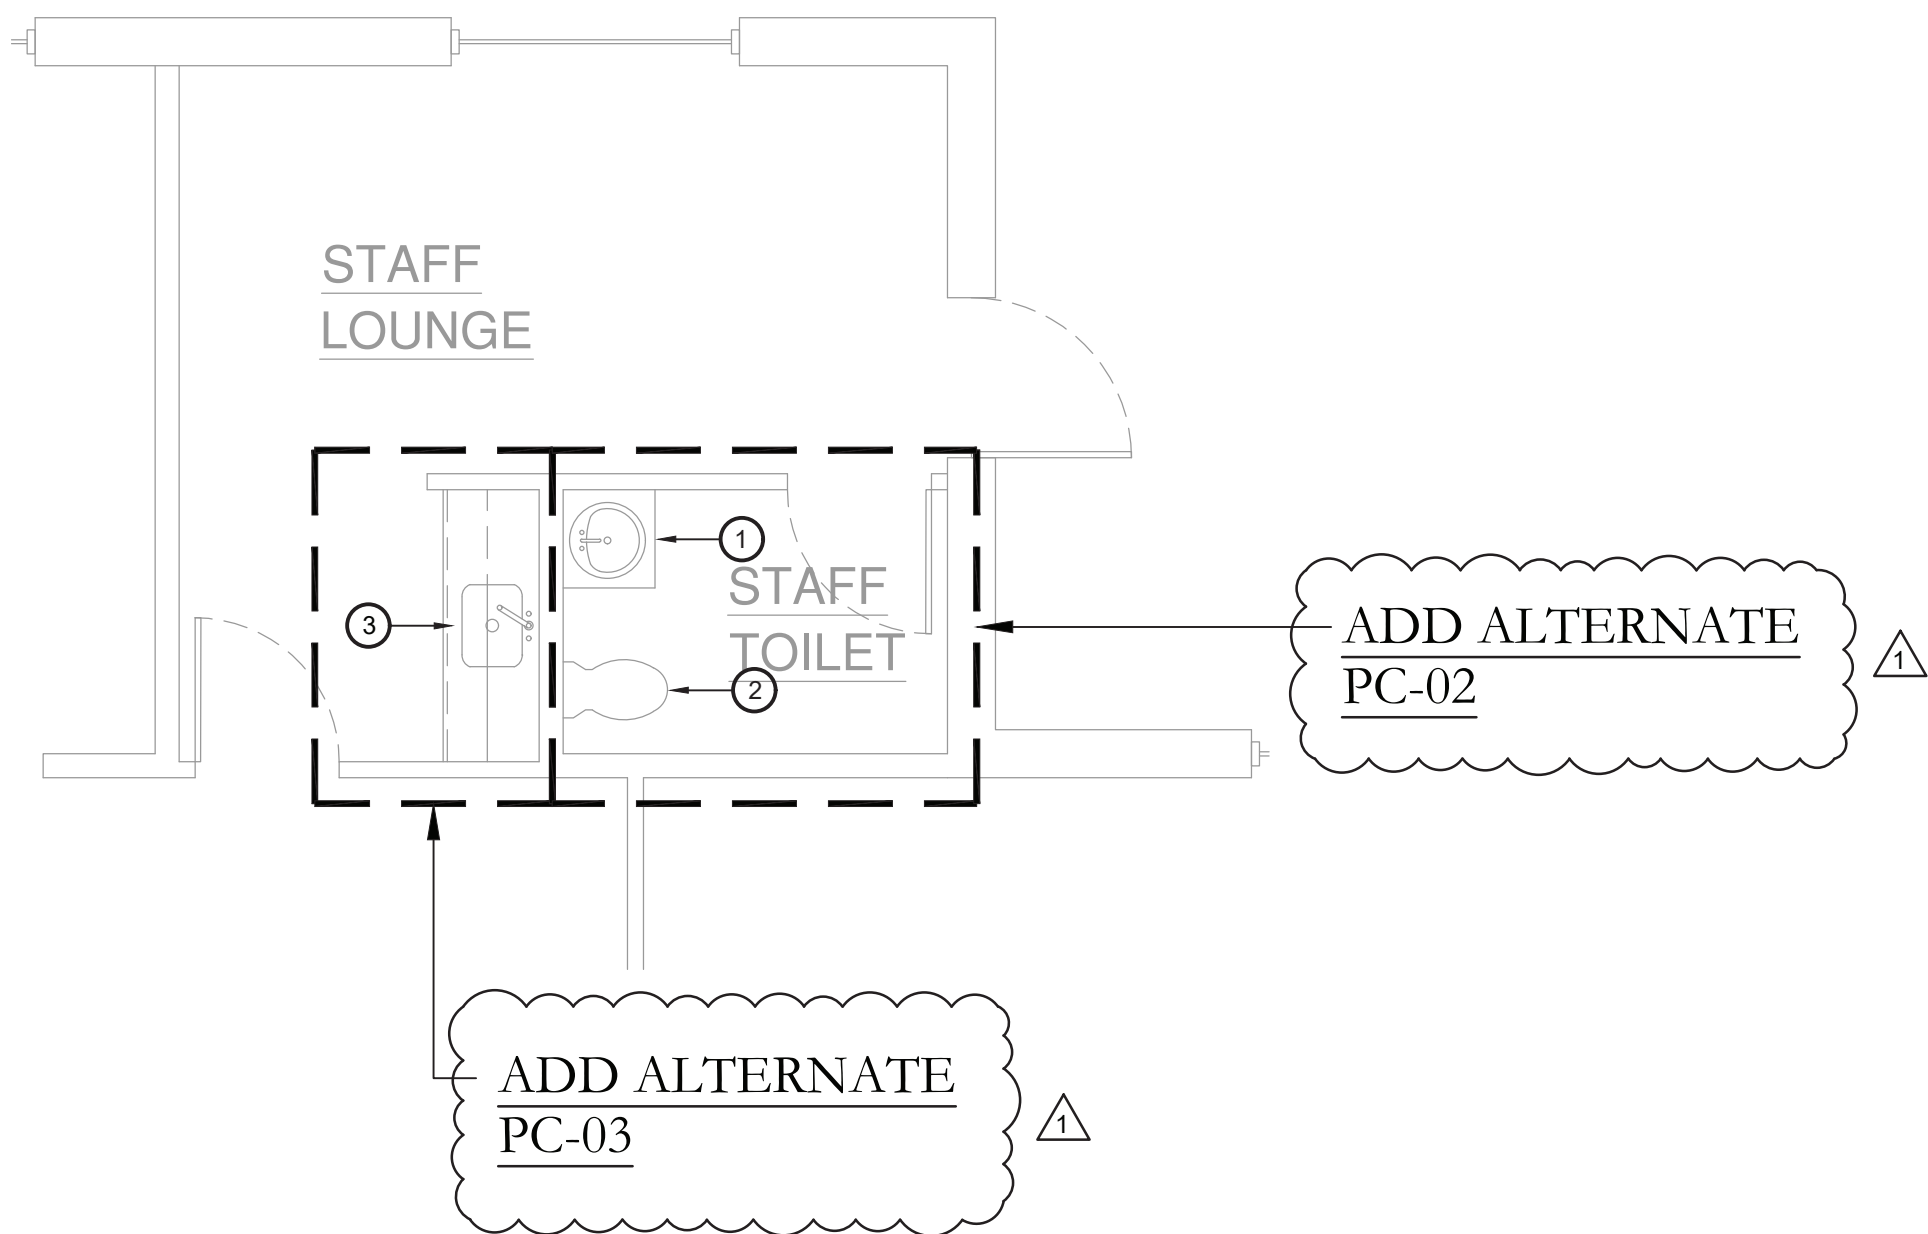 STAFF
LOUNGE
1
STAFF
TOILET
3
2
ADD ALTERNATE
PC-02
1
ADD ALTERNATE
PC-03
1